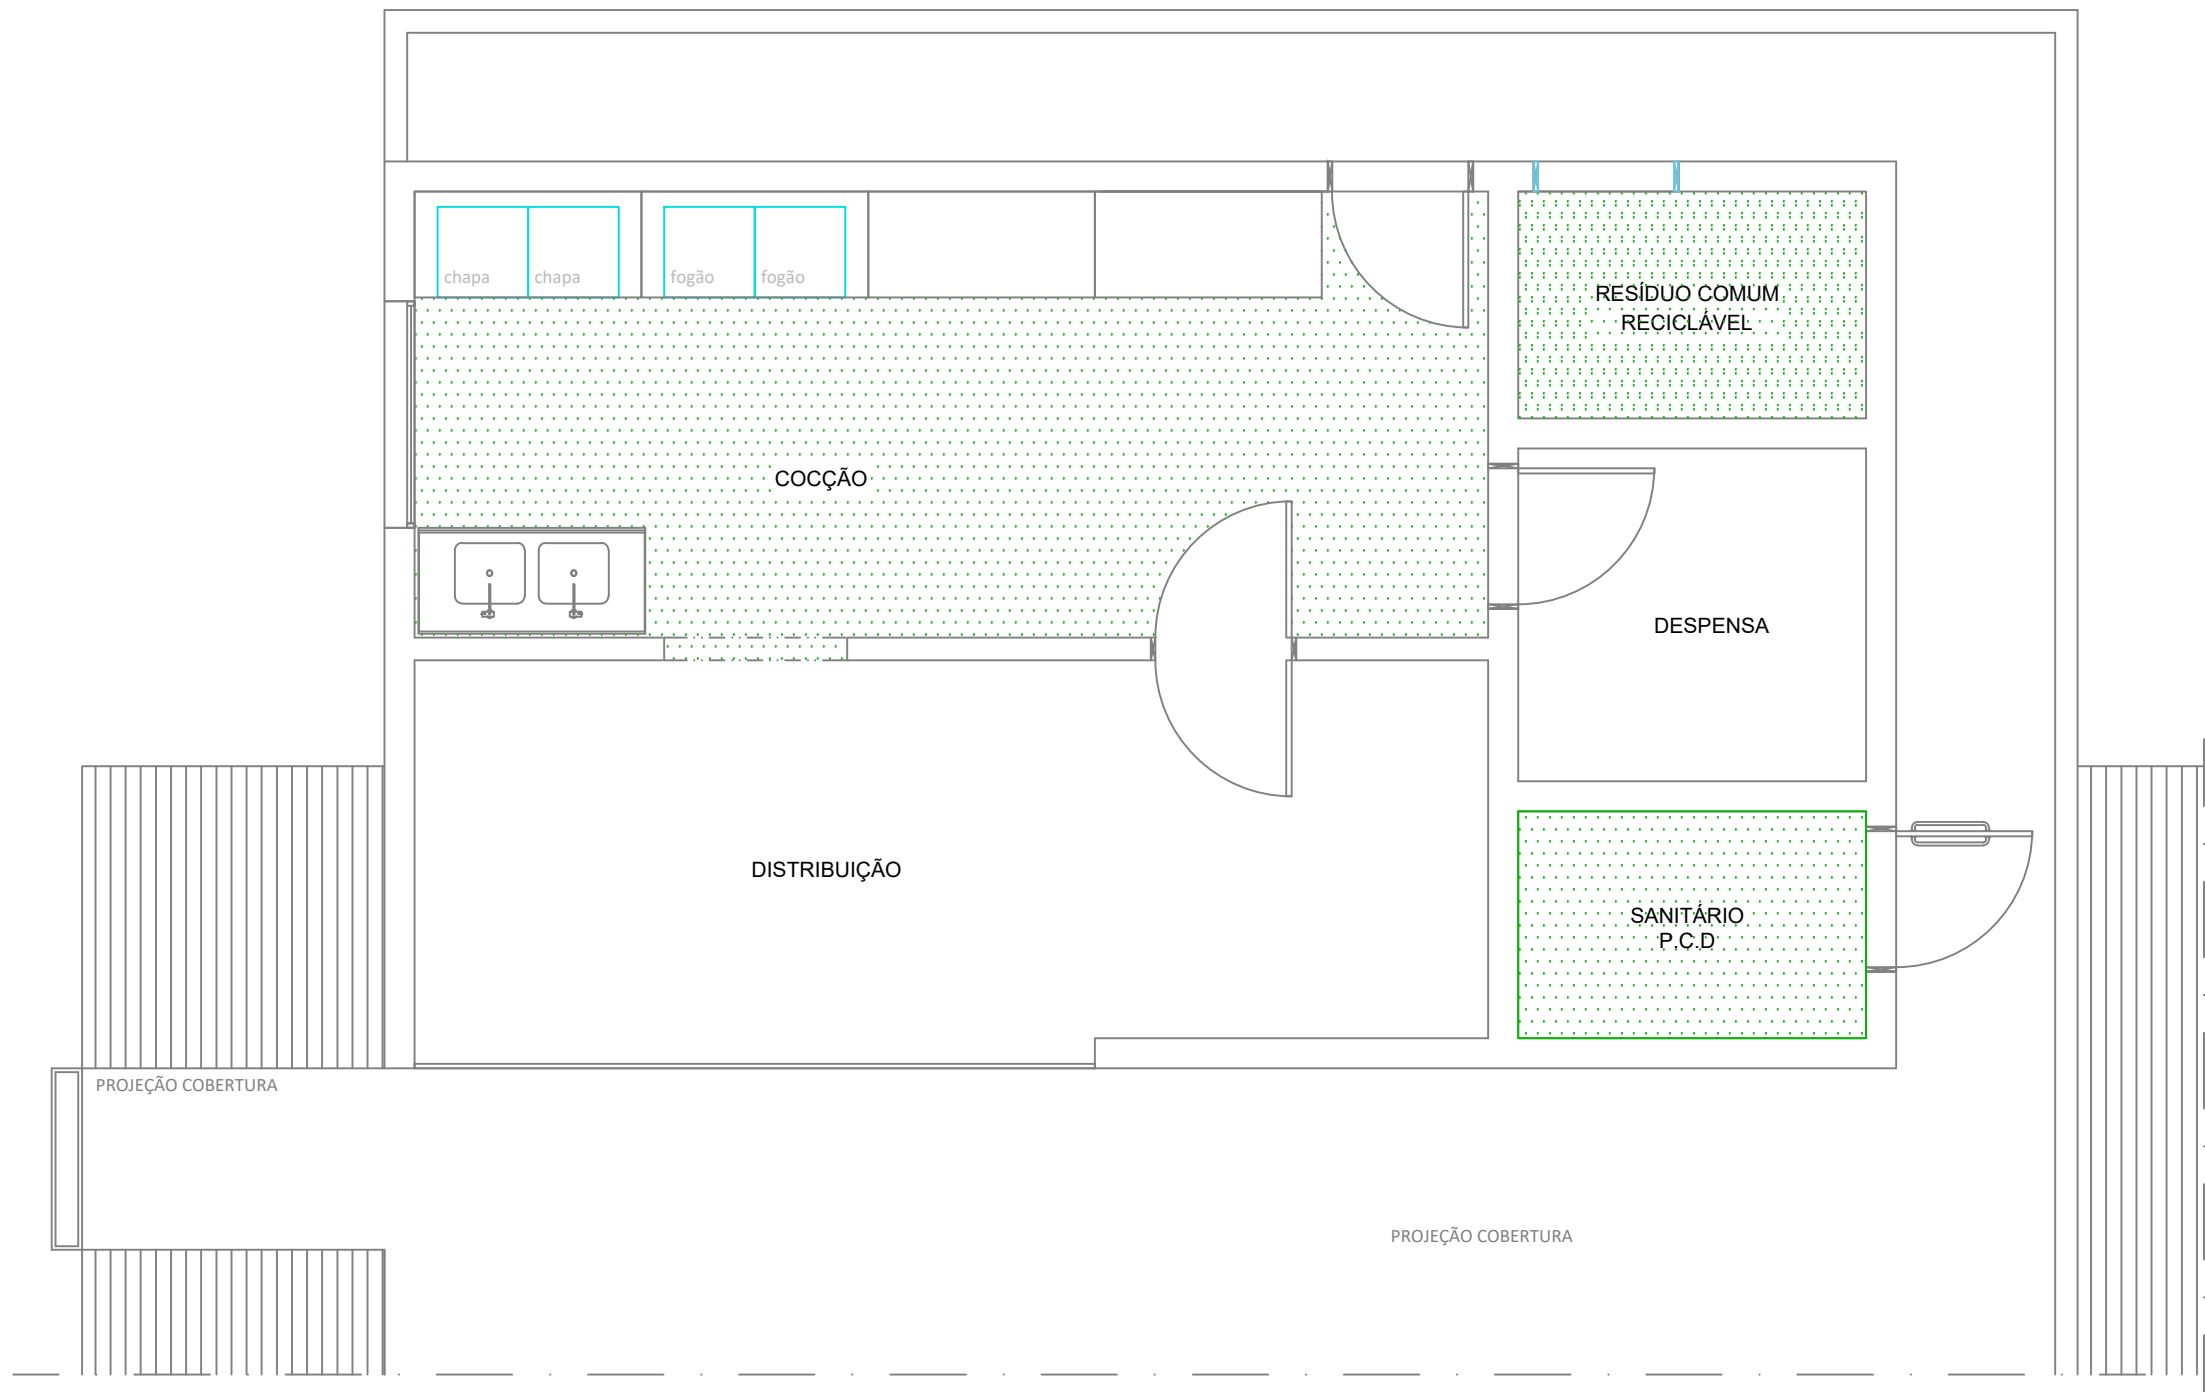 chapa
chapa
fogão
fogão
RESÍDUO COMUM
RECICLÁVEL
COCÇÃO
DESPENSA
DISTRIBUIÇÃO
SANITÁRIO
P.C.D
PROJEÇÃO COBERTURA
PROJEÇÃO COBERTURA